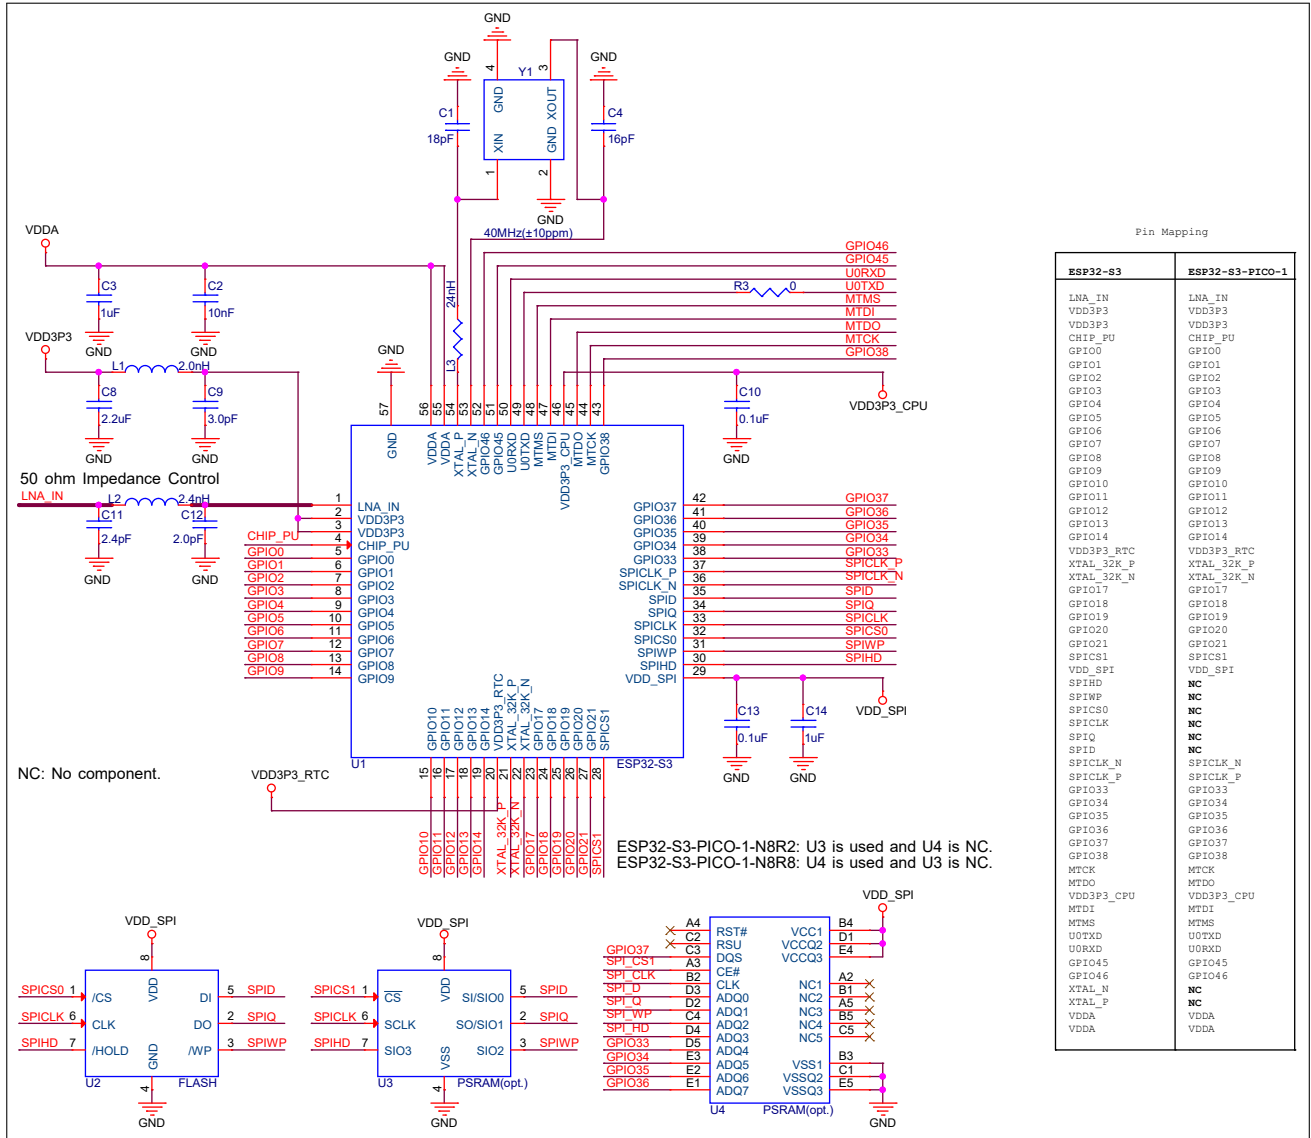 GND
GND
GND
Y1
4
3
GND
XOUT
XIN
GND
1
2
C1
18pF
C4
16pF
GND
40MHz(±10ppm)
VDDA
C3
1uF
C2
10nF
GND
GND
VDD3P3
L1
2.0nH
C8
2.2uF
C9
3.0pF
GND
GND
24nH
L3
GND
GPIO46
GPIO45
U0RXD
R3
0
U0TXD
MTMS
MTDI
MTDO
MTCK
GPIO38
C10
0.1uF
GND
VDD3P3_CPU
57
56
55
54
53
52
51
50
49
48
47
46
45
44
43
GND
VDDA
VDDA
XTAL_P
XTAL_N
GPIO46
GPIO45
U0RXD
U0TXD
MTMS
MTDI
VDD3P3_CPU
MTDO
MTCK
GPIO38
50 ohm Impedance Control
LNA_IN
L2
2.4nH
C11
2.4pF
C12
2.0pF
GND
GND
1 LNA_IN
2 VDD3P3
3 VDD3P3
CHIP_PU 4 CHIP_PU
GPIO0 5 GPIO0
GPIO1 6 GPIO1
GPIO2 7 GPIO2
GPIO3 8 GPIO3
GPIO4 9 GPIO4
GPIO5 10 GPIO5
GPIO6 11 GPIO6
GPIO7 12 GPIO7
GPIO8 13 GPIO8
GPIO9 14 GPIO9
GPIO37 42 GPIO37
GPIO36 41 GPIO36
GPIO35 40 GPIO35
GPIO34 39 GPIO34
GPIO33 38 GPIO33
SPICLK_P 37 SPICLK_P
SPICLK_N 36 SPICLK_N
SPID 35 SPID
SPIQ 34 SPIQ
SPICLK 33 SPICLK
SPICS0 32 SPICS0
SPIWP 31 SPIWP
SPIHD 30 SPIHD
VDD_SPI 29
C13
0.1uF
C14
1uF
GND
GND
VDD_SPI
GPIO10
GPIO11
GPIO12
GPIO13
GPIO14
VDD3P3_RTC
XTAL_32K_P
XTAL_32K_N
GPIO17
GPIO18
GPIO19
GPIO20
GPIO21
SPICS1
U1
ESP32-S3
15
16
17
18
19
20
21
22
23
24
25
26
27
28
NC: No component.
VDD3P3_RTC
GPIO10
GPIO11
GPIO12
GPIO13
GPIO14
XTAL_32K_P
XTAL_32K_N
GPIO17
GPIO18
GPIO19
GPIO20
GPIO21
SPICS1
ESP32-S3-PICO-1-N8R2: U3 is used and U4 is NC.
ESP32-S3-PICO-1-N8R8: U4 is used and U3 is NC.
VDD_SPI
8
VDD
SPICS0 1 /CS DI 5 SPID
SPICLK 6 CLK DO 2 SPIQ
SPIHD 7 /HOLD /WP 3 SPIWP
GND
U2
FLASH
4
GND
VDD_SPI
8
VDD
SPICS1 1 CS SI/SIO0 5 SPID
SPICLK 6 SCLK SO/SIO1 2 SPIQ
SPIHD 7 SIO3 SIO2 3 SPIWP
VSS
U3
PSRAM(opt.)
4
GND
VDD_SPI
A4 RST# VCC1 B4
C2 RSU VCCQ2 D1
GPIO37 C3 DQS VCCQ3 E4
SPI_CS1 A3 CE#
SPI_CLK B2 CLK NC1 A2
SPI_D D3 ADQ0 NC2 B1
SPI_Q D2 ADQ1 NC3 A5
SPI_WP C4 ADQ2 NC4 B5
SPI_HD D4 ADQ3 NC5 C5
GPIO33 D5 ADQ4
GPIO34 E3 ADQ5 VSS1 B3
GPIO35 E2 ADQ6 VSSQ2 C1
GPIO36 E1 ADQ7 VSSQ3 E5
U4
PSRAM(opt.)
GND
Pin Mapping
ESP32-S3 ESP32-S3-PICO-1
LNA_IN LNA_IN
VDD3P3 VDD3P3
VDD3P3 VDD3P3
CHIP_PU CHIP_PU
GPIO0 GPIO0
GPIO1 GPIO1
GPIO2 GPIO2
GPIO3 GPIO3
GPIO4 GPIO4
GPIO5 GPIO5
GPIO6 GPIO6
GPIO7 GPIO7
GPIO8 GPIO8
GPIO9 GPIO9
GPIO10 GPIO10
GPIO11 GPIO11
GPIO12 GPIO12
GPIO13 GPIO13
GPIO14 GPIO14
VDD3P3_RTC VDD3P3_RTC
XTAL_32K_P XTAL_32K_P
XTAL_32K_N XTAL_32K_N
GPIO17 GPIO17
GPIO18 GPIO18
GPIO19 GPIO19
GPIO20 GPIO20
GPIO21 GPIO21
SPICS1 SPICS1
VDD_SPI VDD_SPI
SPIHD NC
SPIWP NC
SPICS0 NC
SPICLK NC
SPIQ NC
SPID NC
SPICLK_N SPICLK_N
SPICLK_P SPICLK_P
GPIO33 GPIO33
GPIO34 GPIO34
GPIO35 GPIO35
GPIO36 GPIO36
GPIO37 GPIO37
GPIO38 GPIO38
MTCK MTCK
MTDO MTDO
VDD3P3_CPU VDD3P3_CPU
MTDI MTDI
MTMS MTMS
U0TXD U0TXD
U0RXD U0RXD
GPIO45 GPIO45
GPIO46 GPIO46
XTAL_N NC
XTAL_P NC
VDDA VDDA
VDDA VDDA